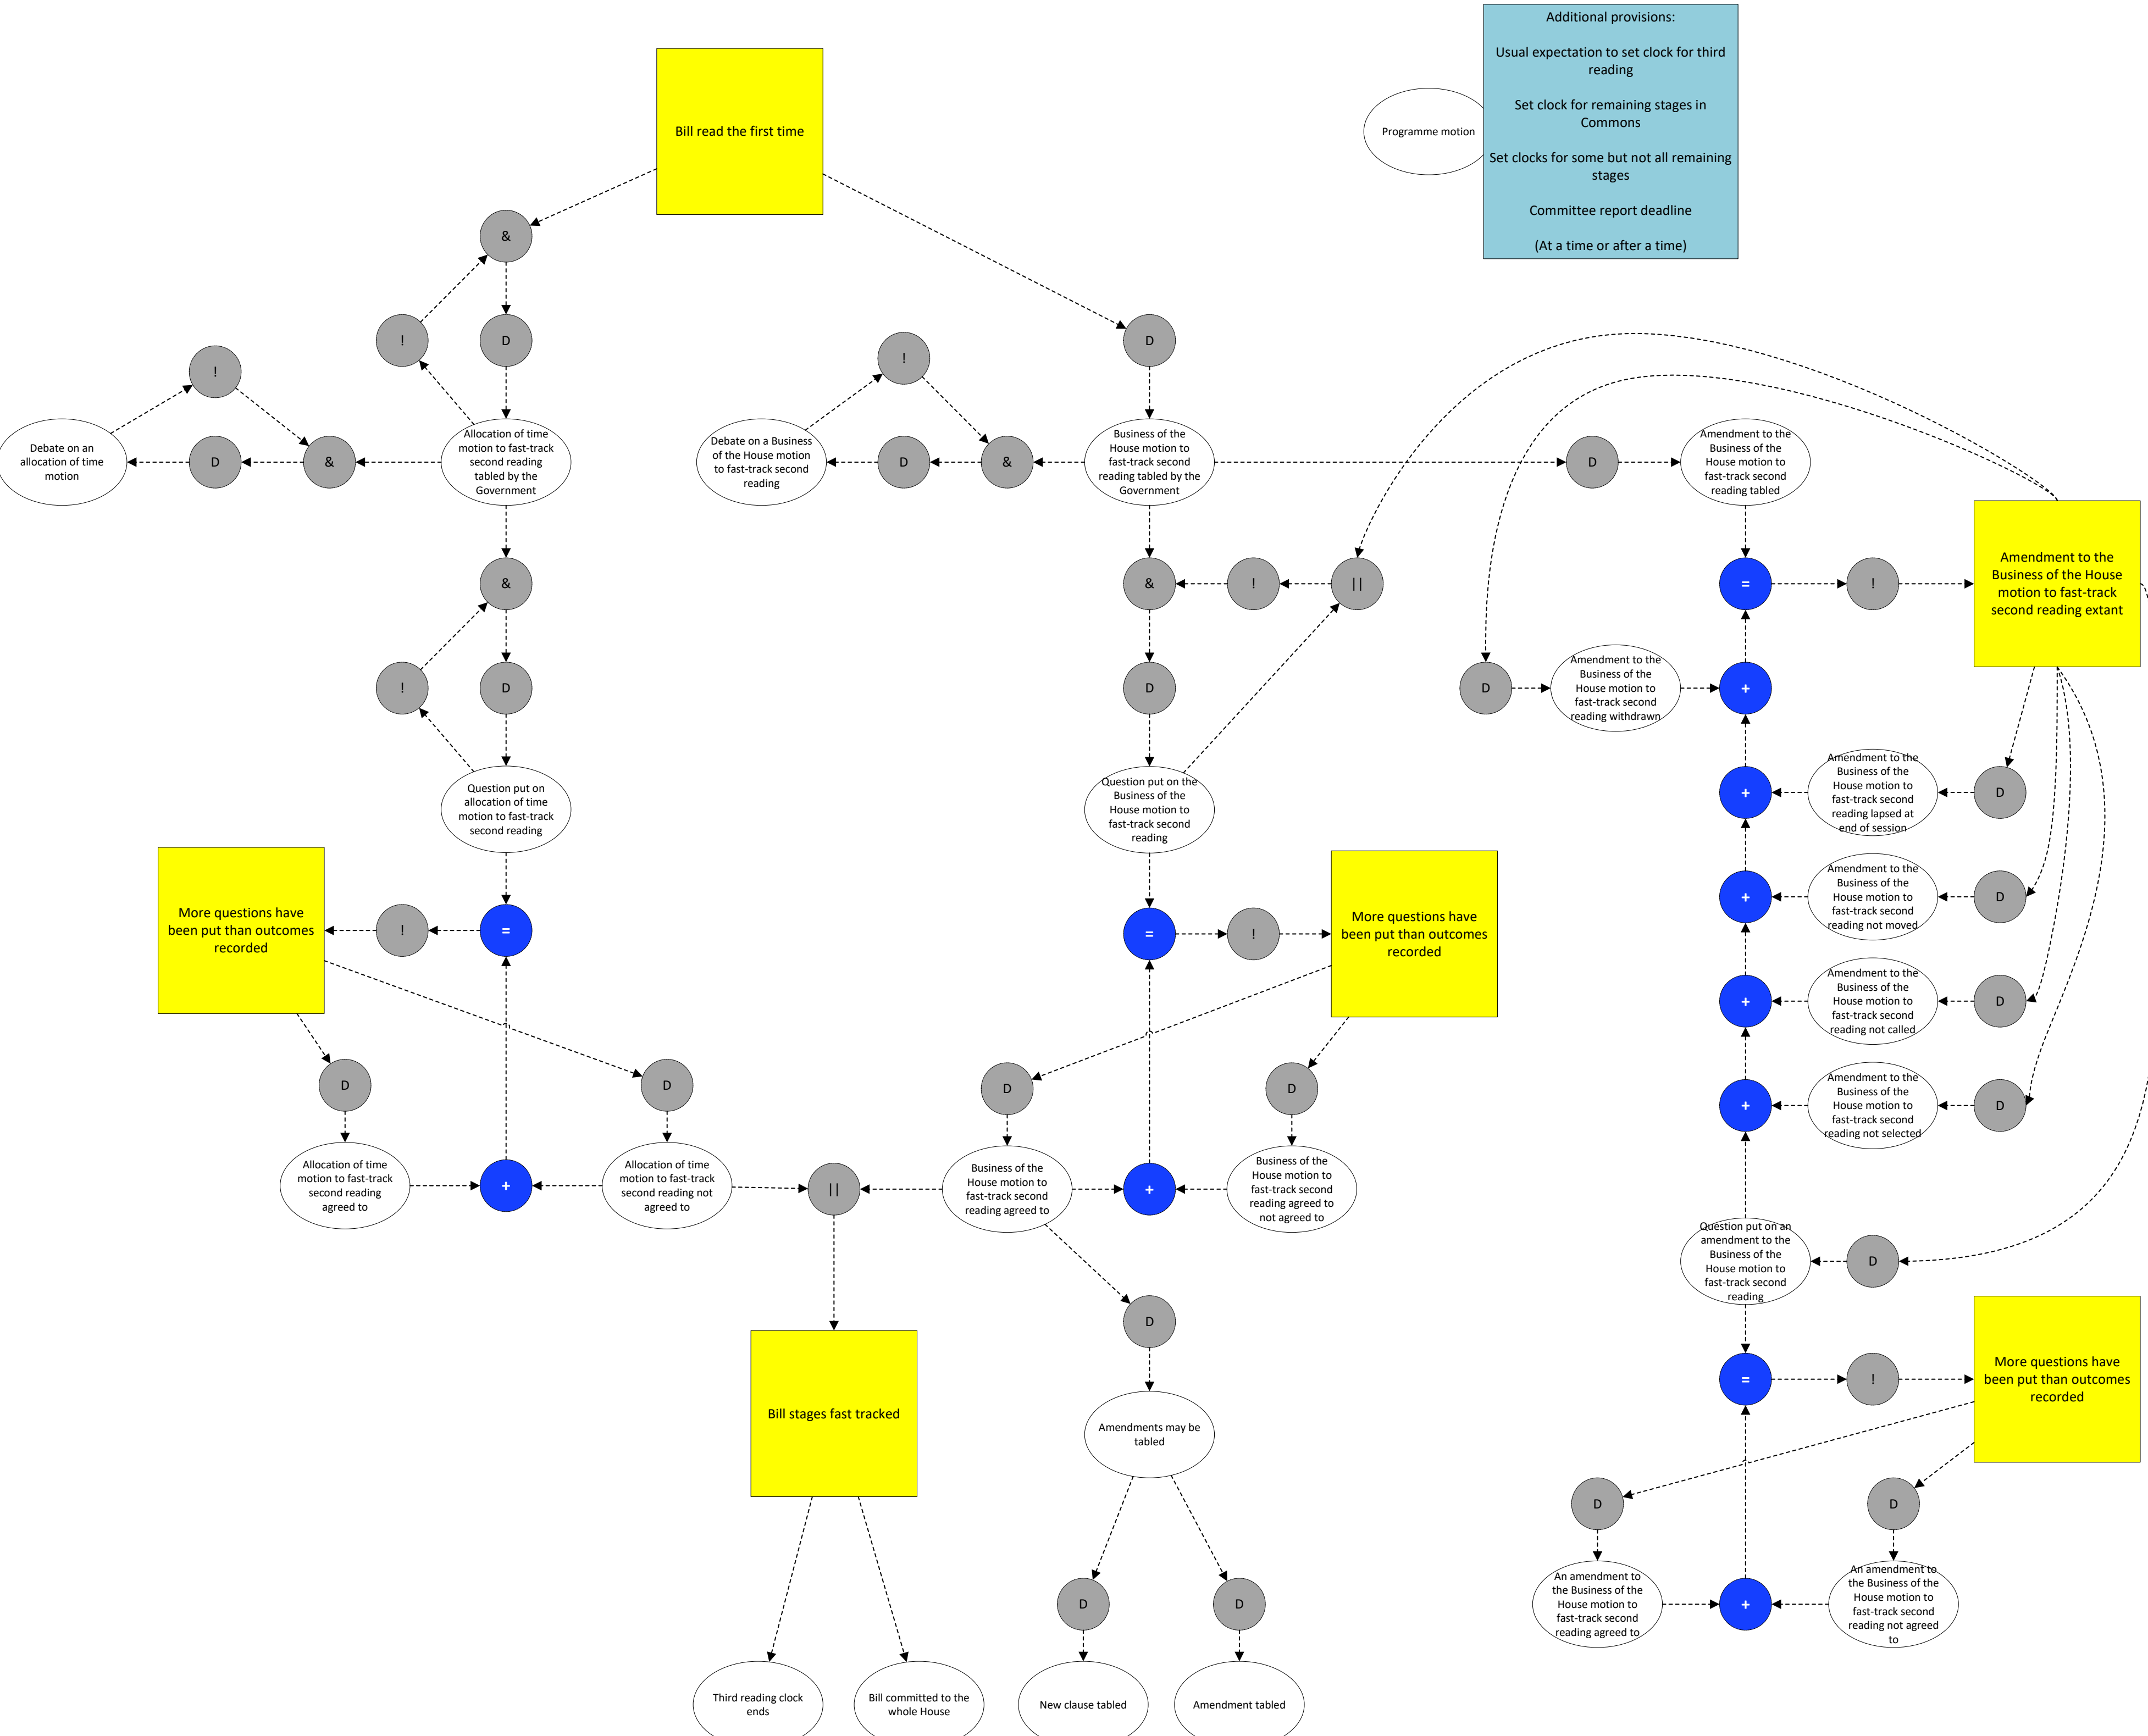 Additional provisions:
Usual expectation to set clock for third
reading
Set clock for remaining stages in
Commons
Set clocks for some but not all remaining
stages
Committee report deadline
(At a time or after a time)
Programme motion
Bill read the first time
&
!
D
D
!
!
Debate on an
allocation of time
motion
D
&
Allocation of time
motion to fast-track
second reading
tabled by the
Government
Debate on a Business
of the House motion
to fast-track second
reading
D
&
Business of the
House motion to
fast-track second
reading tabled by the
Government
D
Amendment to the
Business of the
House motion to
fast-track second
reading tabled
&
&
!
||
=
!
Amendment to the
Business of the House
motion to fast-track
second reading extant
!
D
D
D
Amendment to the
Business of the
House motion to
fast-track second
reading withdrawn
+
Question put on
allocation of time
motion to fast-track
second reading
Question put on the
Business of the
House motion to
fast-track second
reading
+
Amendment to the
Business of the
House motion to
fast-track second
reading lapsed at
end of session
D
More questions have
been put than outcomes
recorded
!
=
=
!
More questions have
been put than outcomes
recorded
+
Amendment to the
Business of the
House motion to
fast-track second
reading not moved
D
+
Amendment to the
Business of the
House motion to
fast-track second
reading not called
D
D
D
D
D
+
Amendment to the
Business of the
House motion to
fast-track second
reading not selected
D
Allocation of time
motion to fast-track
second reading
agreed to
+
Allocation of time
motion to fast-track
second reading not
agreed to
||
Business of the
House motion to
fast-track second
reading agreed to
+
Business of the
House motion to
fast-track second
reading agreed to
not agreed to
Question put on an
amendment to the
Business of the
House motion to
fast-track second
reading
D
D
Bill stages fast tracked
Amendments may be
tabled
=
!
More questions have
been put than outcomes
recorded
D
D
D
D
An amendment to
the Business of the
House motion to
fast-track second
reading agreed to
+
An amendment to
the Business of the
House motion to
fast-track second
reading not agreed
to
Third reading clock
ends
Bill committed to the
whole House
New clause tabled
Amendment tabled